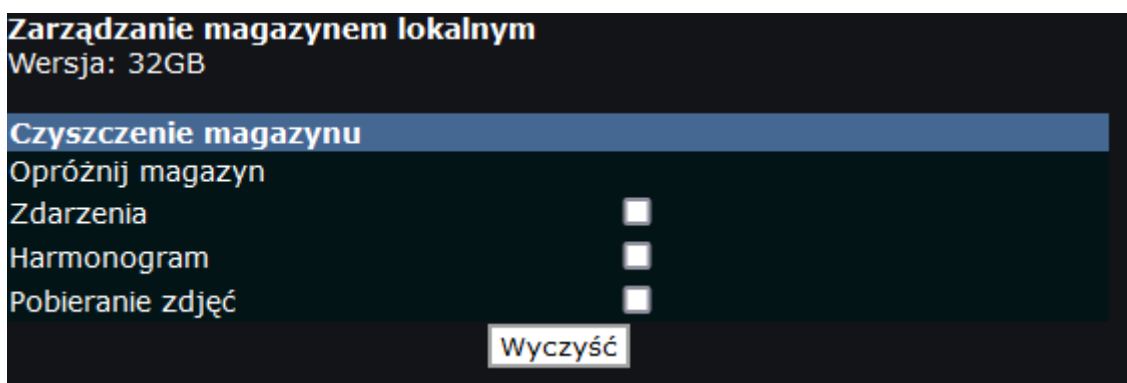 Zarządzanie magazynem lokalnym
Wersja: 32GB
Czyszczenie magazynu
Opróżnij magazyn
Zdarzenia
Harmonogram
Pobieranie zdjęć
Wyczyść